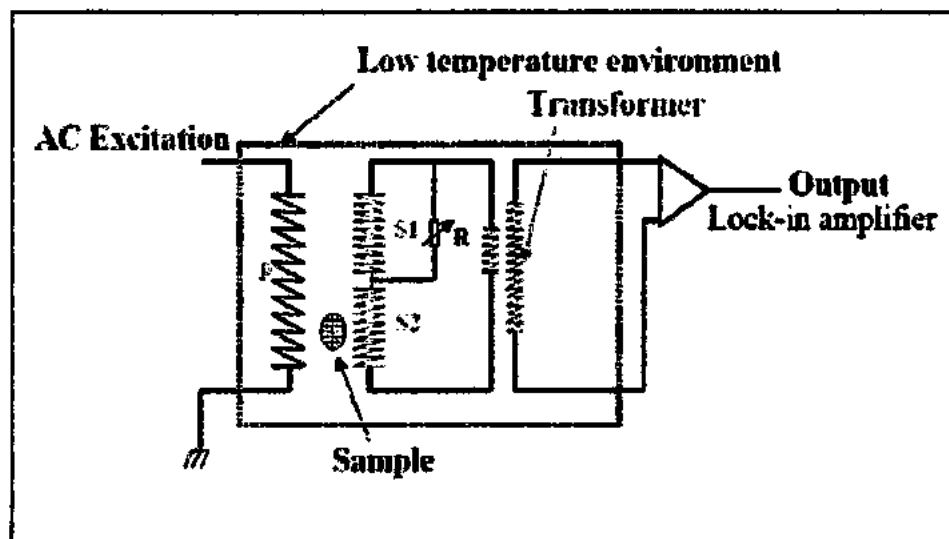 Low temperature environment
Transformer
AC Excitation
Output
Lock-in amplifier
S1
R
P
S2
Sample